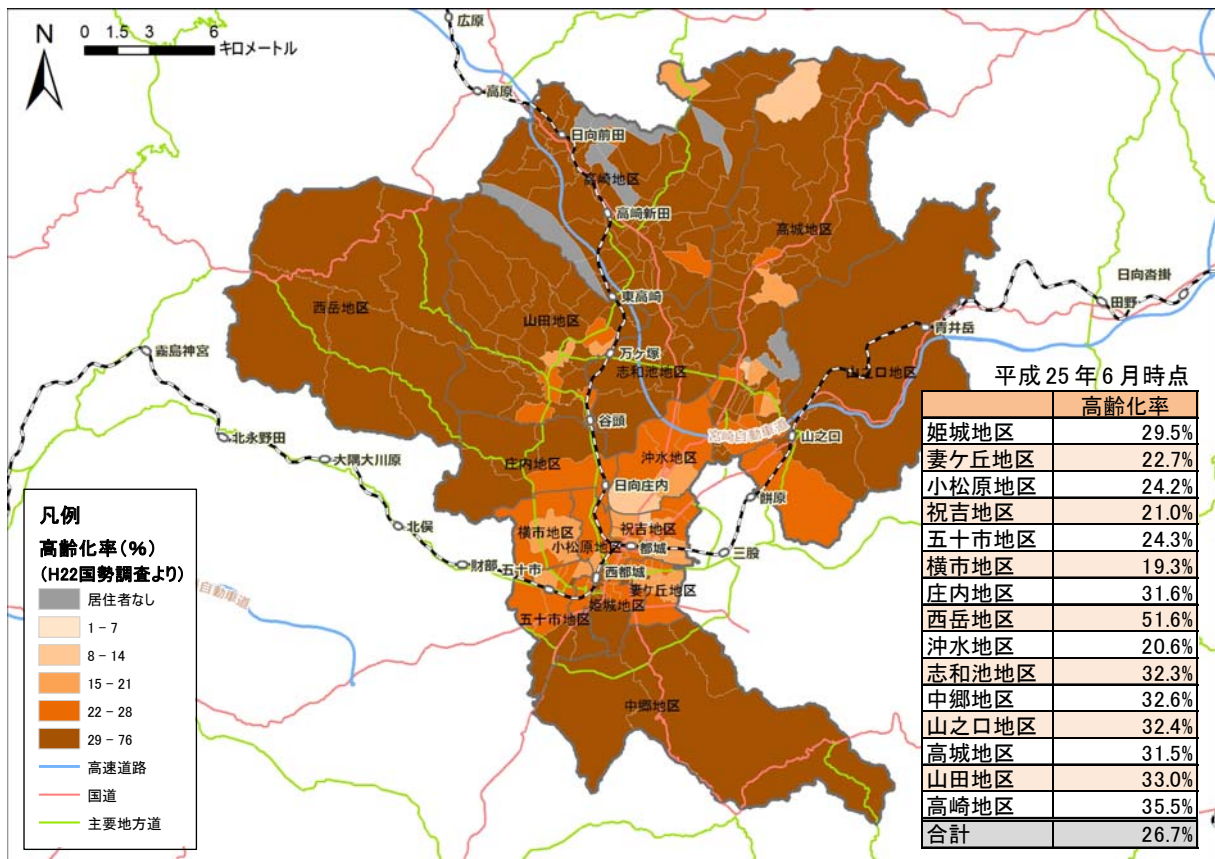 N
0 1.5 3 6
キロメートル
広原
高原
日向前田
高崎地区
高崎新田
高城地区
日向沓掛
田野
東高崎
西岳地区
山田地区
青井岳
霧島神宮
万ケ塚
志和池地区
山之口地区
谷頭
宮崎自動車道
山之口
北永野田
大隅大川原
庄内地区
沖水地区
日向庄内
餅原
北俣
横市地区
祝吉地区
小松原地区
都城
三股
財部
五十市
西都城
妻ケ丘地区
姫城地区
五十市地区
自動車道
中郷地区
凡例
高齢化率(%)
(H22国勢調査より)
居住者なし
1 - 7
8 - 14
15 - 21
22 - 28
29 - 76
高速道路
国道
主要地方道
平成25年6月時点
高齢化率
姫城地区 29.5%
妻ケ丘地区 22.7%
小松原地区 24.2%
祝吉地区 21.0%
五十市地区 24.3%
横市地区 19.3%
庄内地区 31.6%
西岳地区 51.6%
沖水地区 20.6%
志和池地区 32.3%
中郷地区 32.6%
山之口地区 32.4%
高城地区 31.5%
山田地区 33.0%
高崎地区 35.5%
合計 26.7%